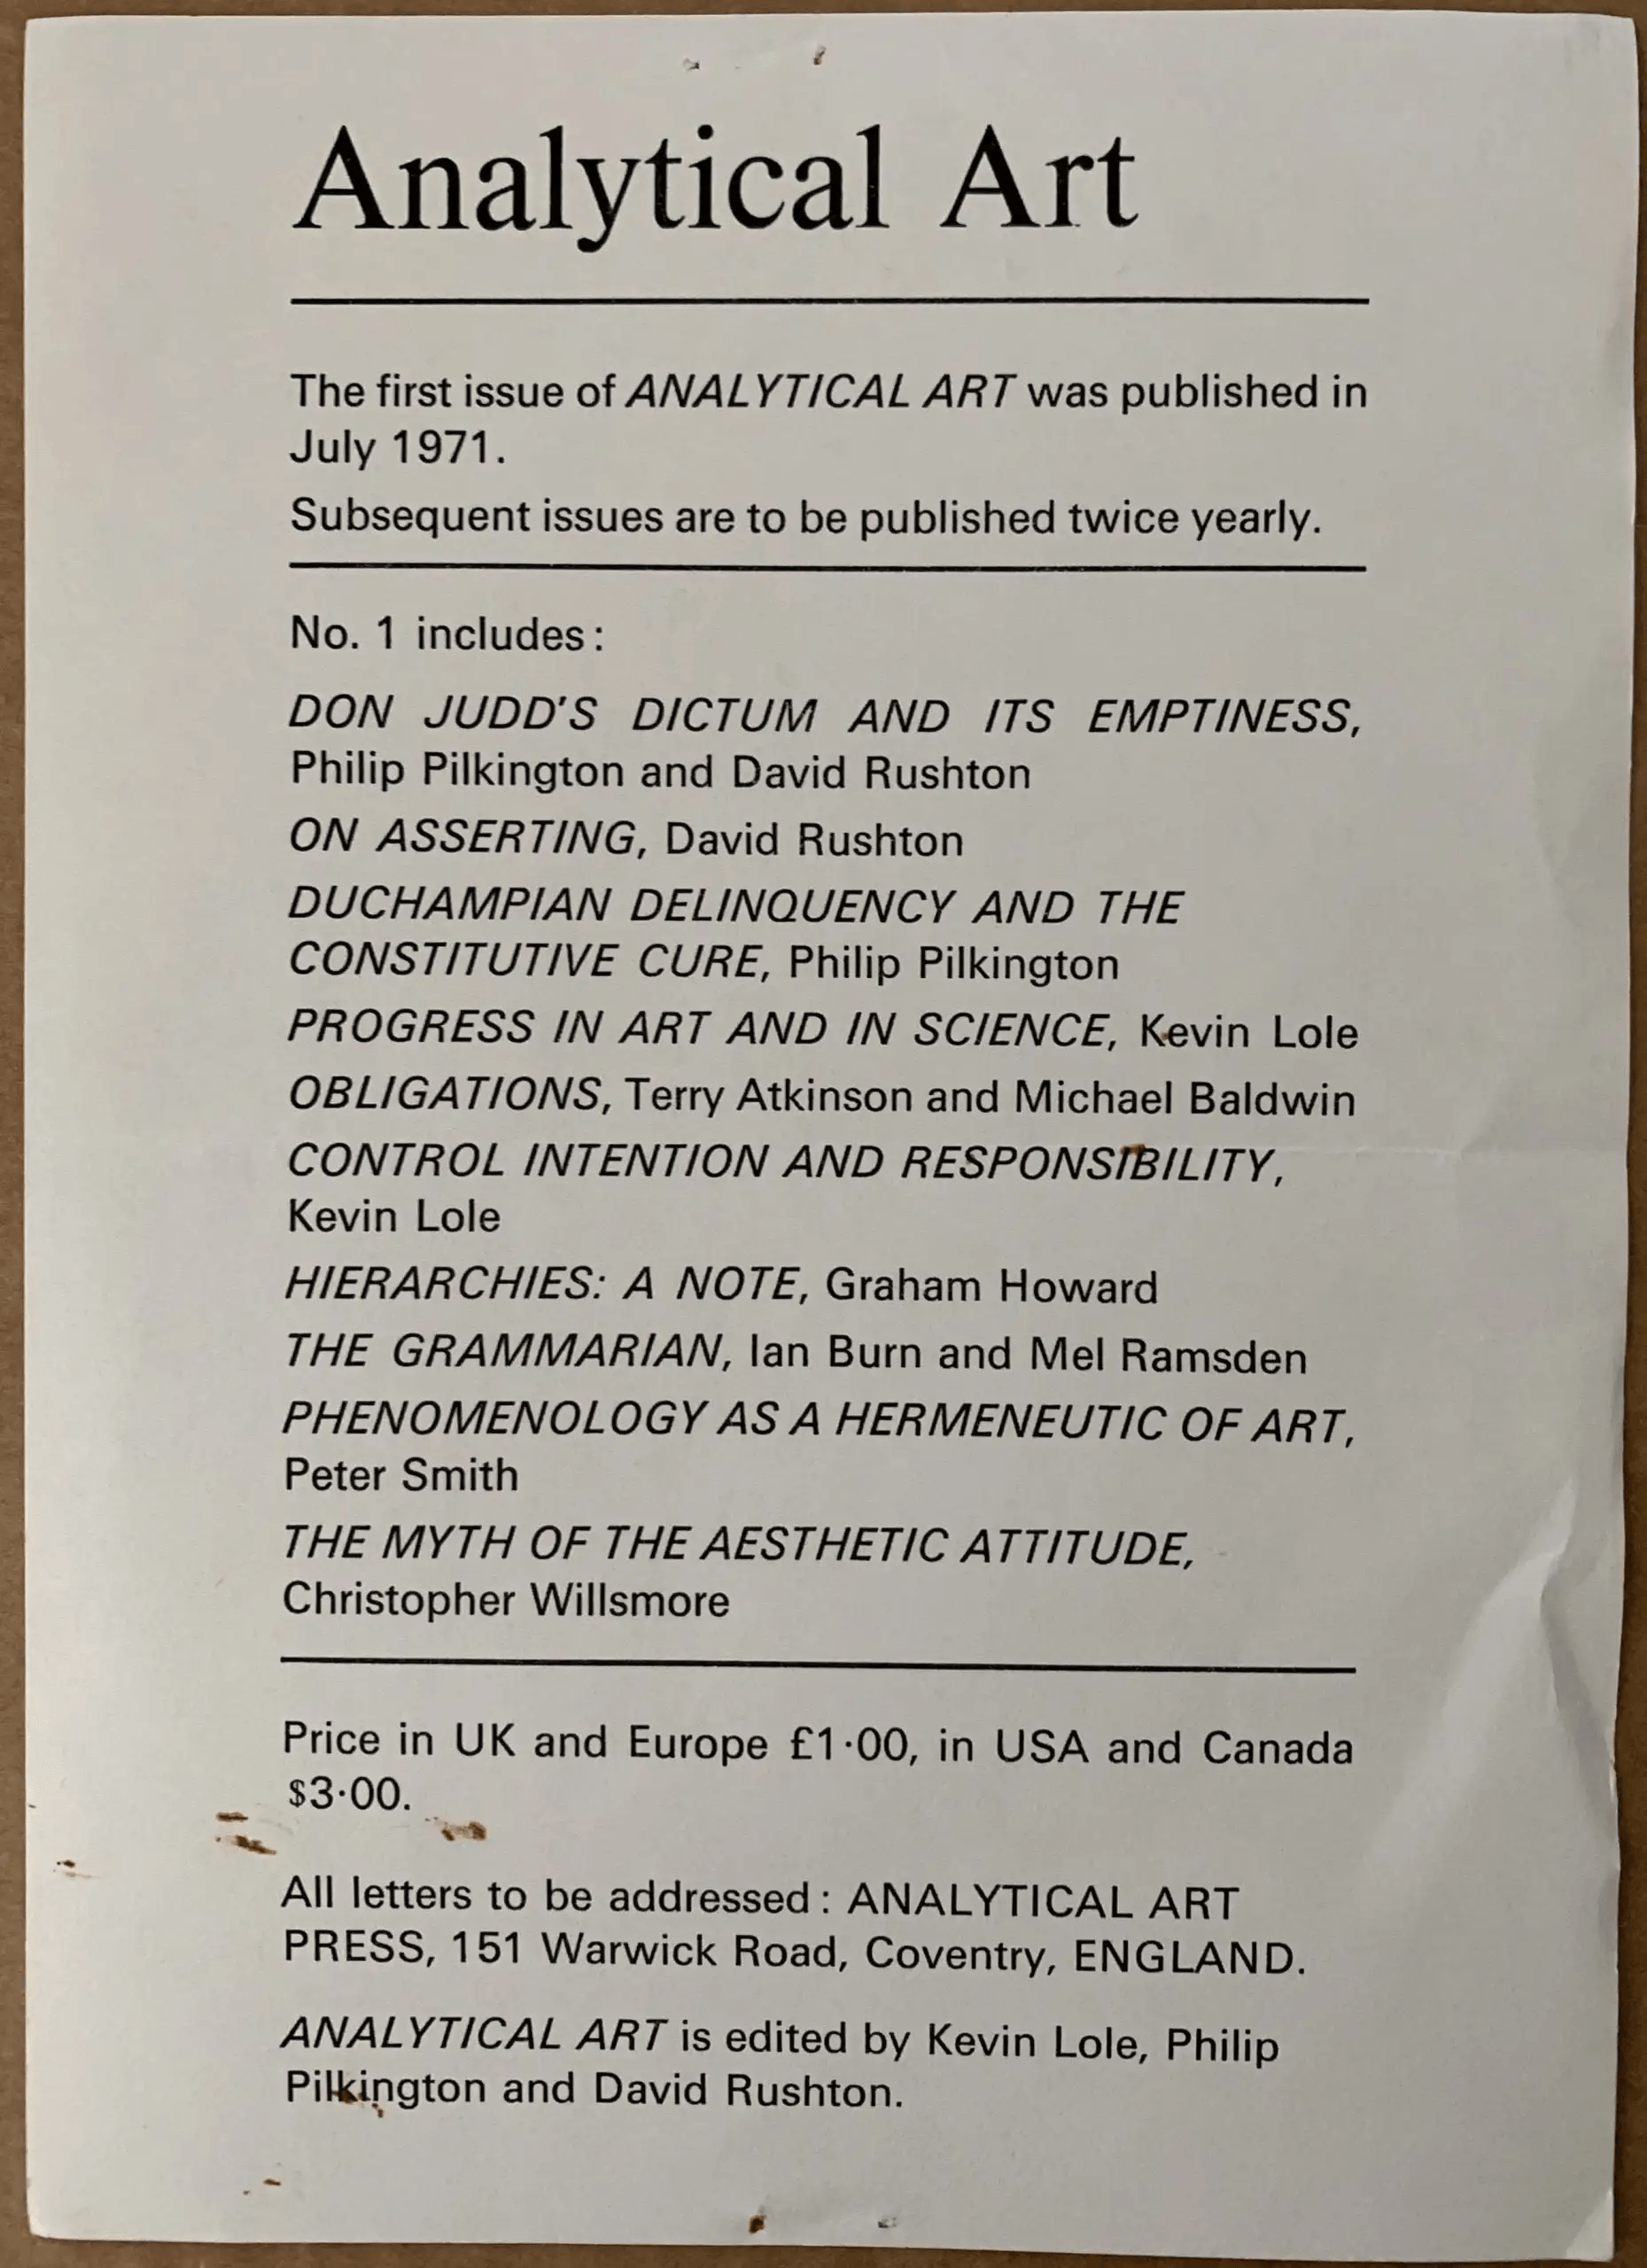 Analytical Art
The first issue of ANALYTICAL ART was published in
July 1971.
Subsequent issues are to be published twice yearly.
No. 1 includes:
DON JUDD'S DICTUM AND ITS EMPTINESS,
Philip Pilkington and David Rushton
ON ASSERTING, David Rushton
DUCHAMPIAN DELINQUENCY AND THE
CONSTITUTIVE CURE, Philip Pilkington
PROGRESS IN ART AND IN SCIENCE, Kevin Lole
OBLIGATIONS, Terry Atkinson and Michael Baldwin
CONTROL INTENTION AND RESPONSIBILITY,
Kevin Lole
HIERARCHIES: A NOTE, Graham Howard
THE GRAMMARIAN, Ian Burn and Mel Ramsden
PHENOMENOLOGY AS A HERMENEUTIC OF ART,
Peter Smith
THE MYTH OF THE AESTHETIC ATTITUDE,
Christopher Willsmore
Price in UK and Europe £1·00, in USA and Canada
$3·00.
All letters to be addressed: ANALYTICAL ART
PRESS, 151 Warwick Road, Coventry, ENGLAND.
ANALYTICAL ART is edited by Kevin Lole, Philip
Pilkington and David Rushton.